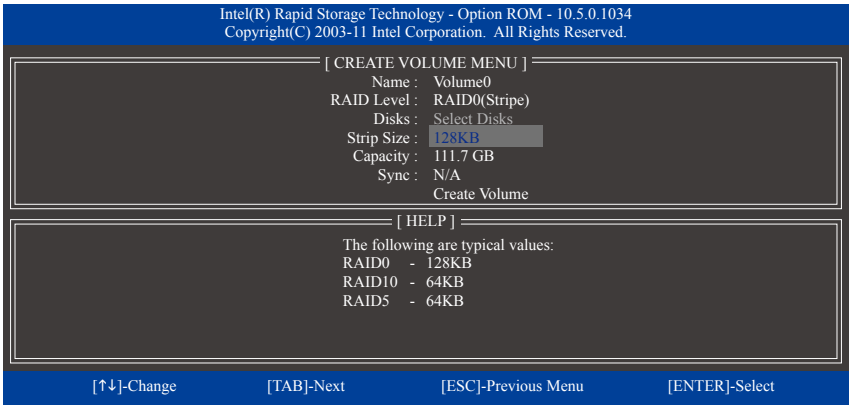 Intel(R) Rapid Storage Technology - Option ROM - 10.5.0.1034
Copyright(C) 2003-11 Intel Corporation. All Rights Reserved.
[ CREATE VOLUME MENU ]
Name : Volume0
RAID Level : RAID0(Stripe)
Disks : Select Disks
Strip Size : 128KB
Capacity : 111.7 GB
Sync : N/A
Create Volume
[ HELP ]
The following are typical values:
RAID0 - 128KB
RAID10 - 64KB
RAID5 - 64KB
[↑↓]-Change [TAB]-Next [ESC]-Previous Menu [ENTER]-Select